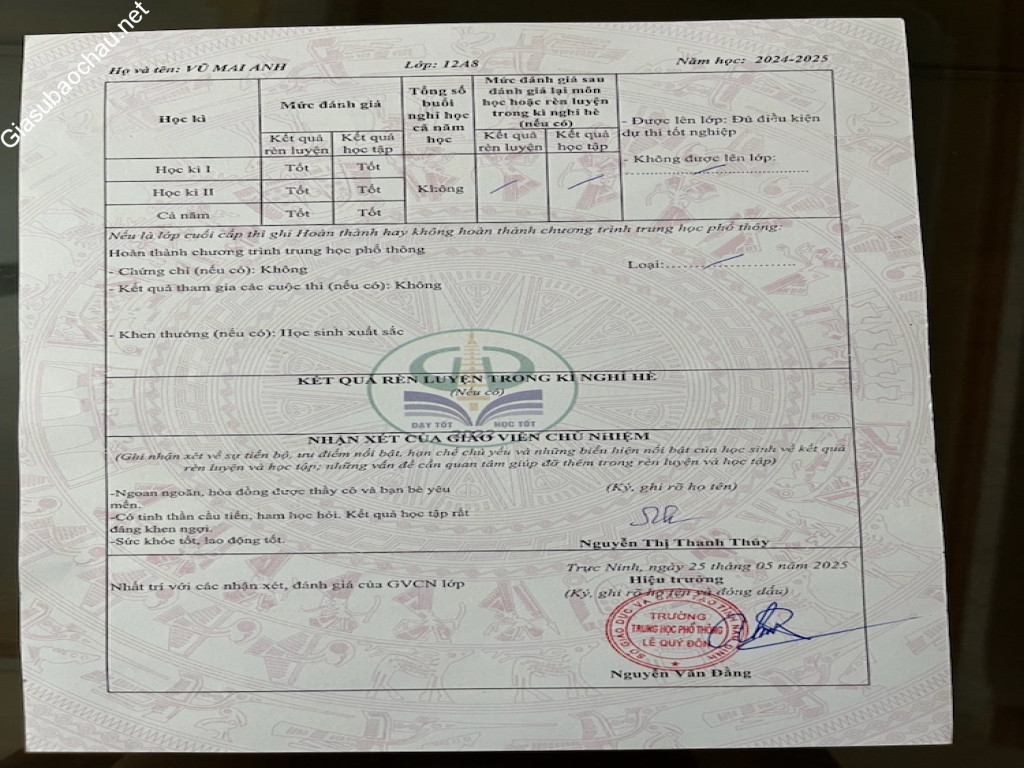 Giasubaochau.net
Họ và tên: VŨ MAI ANH Lớp: 12A8 Năm học: 2024-2025
Học kì
Mức đánh giá
Kết quả rèn luyện
Kết quả học tập
Tổng số buổi nghỉ học cả năm học
Mức đánh giá sau đánh giá lại môn học hoặc rèn luyện trong kì nghỉ hè (nếu có)
Kết quả rèn luyện
Kết quả học tập
- Được lên lớp: Đủ điều kiện dự thi tốt nghiệp
- Không được lên lớp:
Học kì I Tốt Tốt
Học kì II Tốt Tốt Không
Cả năm Tốt Tốt
Nếu là lớp cuối cấp thì ghi Hoàn thành hay không hoàn thành chương trình trung học phổ thông:
Hoàn thành chương trình trung học phổ thông
- Chứng chỉ (nếu có): Không Loại:
- Kết quả tham gia các cuộc thi (nếu có): Không
- Khen thưởng (nếu có): Học sinh xuất sắc
KẾT QUẢ RÈN LUYỆN TRONG KÌ NGHỈ HÈ
(Nếu có)
DẠY TỐT HỌC TỐT
NHẬN XÉT CỦA GIÁO VIÊN CHỦ NHIỆM
(Ghi nhận xét về sự tiến bộ, ưu điểm nổi bật, hạn chế chủ yếu và những biểu hiện nổi bật của học sinh về kết quả
rèn luyện và học tập; những vấn đề cần quan tâm giúp đỡ thêm trong rèn luyện và học tập)
-Ngoan ngoãn, hòa đồng được thầy cô và bạn bè yêu
mến.
-Có tinh thần cầu tiến, ham học hỏi. Kết quả học tập rất
đáng khen ngợi.
-Sức khỏe tốt, lao động tốt.
(Ký, ghi rõ họ tên)
Nguyễn Thị Thanh Thúy
Nhất trí với các nhận xét, đánh giá của GVCN lớp
Trực Ninh, ngày 25 tháng 05 năm 2025
Hiệu trưởng
(Ký, ghi rõ họ tên và đóng dấu)
TRƯỜNG
TRUNG HỌC PHỔ THÔNG
LÊ QUÝ ĐÔN
Nguyễn Văn Đằng